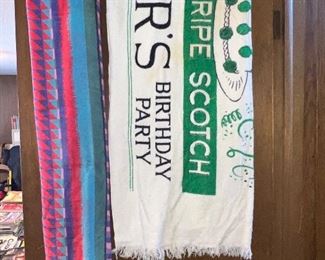 RIPE SCOTCH
R'S
BIRTHDAY
PARTY